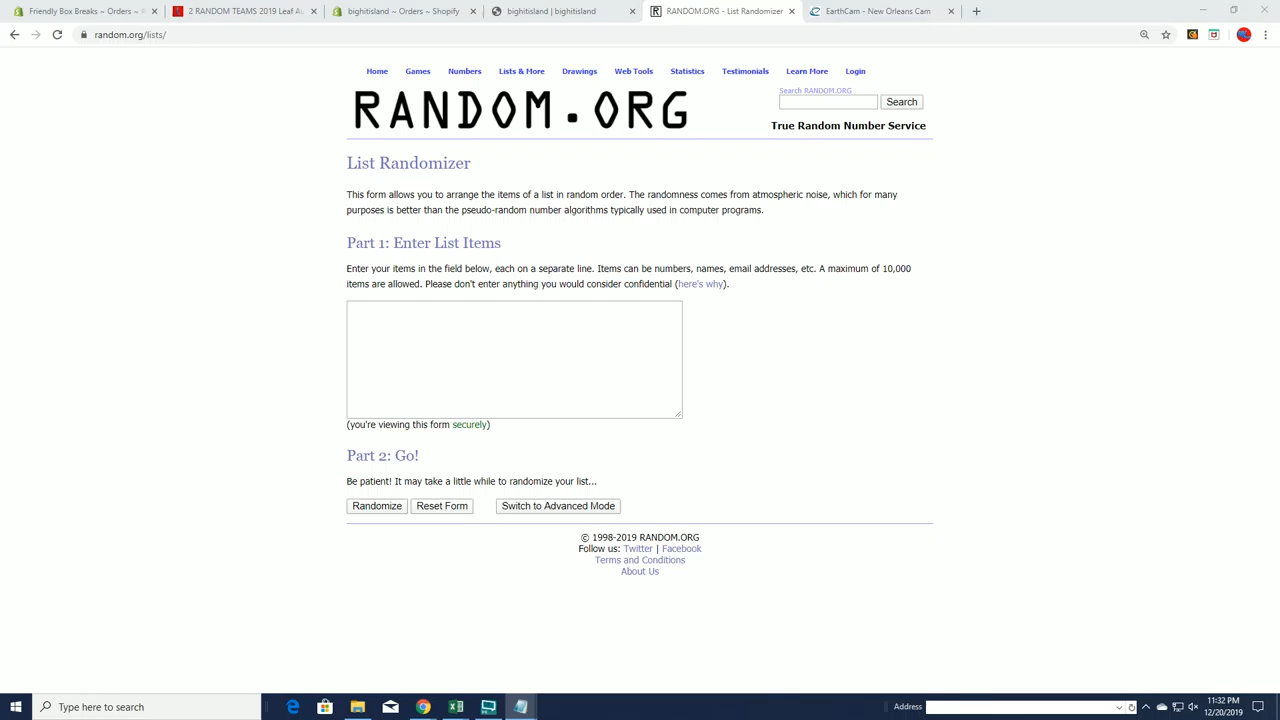 Friendly Box Breaks ~ Orders ~
2 RANDOM TEAMS 2019 Leaf Au
bighitisland ~ Orders ~ Shopify
bighitisland | bighitisland
RANDOM.ORG - List Randomizer
EarthCam - New Orleans Cam
random.org/lists/
Home Games Numbers Lists & More Drawings Web Tools Statistics Testimonials Learn More Login
RANDOM.ORG
Search RANDOM.ORG
Search
True Random Number Service
List Randomizer
This form allows you to arrange the items of a list in random order. The randomness comes from atmospheric noise, which for many
purposes is better than the pseudo-random number algorithms typically used in computer programs.
Part 1: Enter List Items
Enter your items in the field below, each on a separate line. Items can be numbers, names, email addresses, etc. A maximum of 10,000
items are allowed. Please don't enter anything you would consider confidential (here's why).
(you're viewing this form securely)
Part 2: Go!
Be patient! It may take a little while to randomize your list...
Randomize Reset Form Switch to Advanced Mode
© 1998-2019 RANDOM.ORG
Follow us: Twitter | Facebook
Terms and Conditions
About Us
Type here to search
Address
11:32 PM
12/20/2019